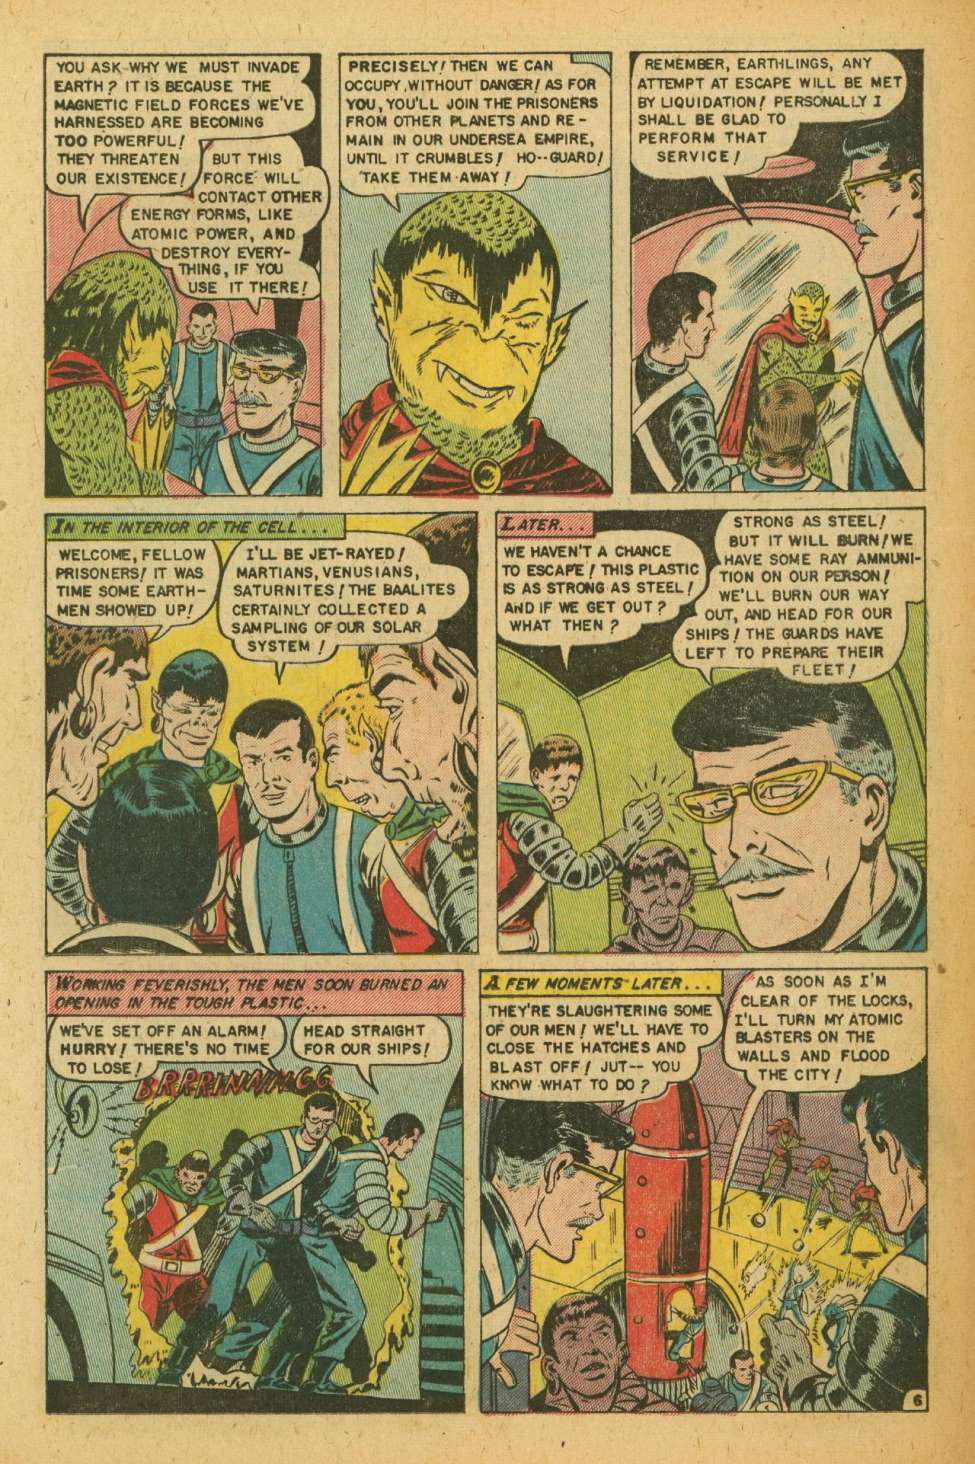 YOU ASK WHY WE MUST INVADE
EARTH? IT IS BECAUSE THE
MAGNETIC FIELD FORCES WE'VE
HARNESSED ARE BECOMING
TOO POWERFUL!
THEY THREATEN
OUR EXISTENCE!
BUT THIS
FORCE WILL
CONTACT OTHER
ENERGY FORMS, LIKE
ATOMIC POWER, AND
DESTROY EVERY-
THING, IF YOU
USE IT THERE!
PRECISELY! THEN WE CAN
OCCUPY, WITHOUT DANGER! AS FOR
YOU, YOU'LL JOIN THE PRISONERS
FROM OTHER PLANETS AND RE-
MAIN IN OUR UNDERSEA EMPIRE,
UNTIL IT CRUMBLES! HO--GUARD!
TAKE THEM AWAY!
REMEMBER, EARTHLINGS, ANY
ATTEMPT AT ESCAPE WILL BE MET
BY LIQUIDATION! PERSONALLY I
SHALL BE GLAD TO
PERFORM THAT
SERVICE!
IN THE INTERIOR OF THE CELL...
WELCOME, FELLOW
PRISONERS! IT WAS
TIME SOME EARTH-
MEN SHOWED UP!
I'LL BE JET-RAYED!
MARTIANS, VENUSIANS,
SATURNITES! THE BAALITES
CERTAINLY COLLECTED A
SAMPLING OF OUR SOLAR
SYSTEM!
LATER...
WE HAVEN'T A CHANCE
TO ESCAPE! THIS PLASTIC
IS AS STRONG AS STEEL!
AND IF WE GET OUT?
WHAT THEN?
STRONG AS STEEL!
BUT IT WILL BURN! WE
HAVE SOME RAY AMMUNI-
TION ON OUR PERSON!
WE'LL BURN OUR WAY
OUT, AND HEAD FOR OUR
SHIPS! THE GUARDS HAVE
LEFT TO PREPARE THEIR
FLEET!
WORKING FEVERISHLY, THE MEN SOON BURNED AN
OPENING IN THE TOUGH PLASTIC...
WE'VE SET OFF AN ALARM!
HURRY! THERE'S NO TIME
TO LOSE!
HEAD STRAIGHT
FOR OUR SHIPS!
BRRRINNNNGG
A FEW MOMENTS LATER...
THEY'RE SLAUGHTERING SOME
OF OUR MEN! WE'LL HAVE TO
CLOSE THE HATCHES AND
BLAST OFF! JUT-- YOU
KNOW WHAT TO DO?
AS SOON AS I'M
CLEAR OF THE LOCKS,
I'LL TURN MY ATOMIC
BLASTERS ON THE
WALLS AND FLOOD
THE CITY!
6